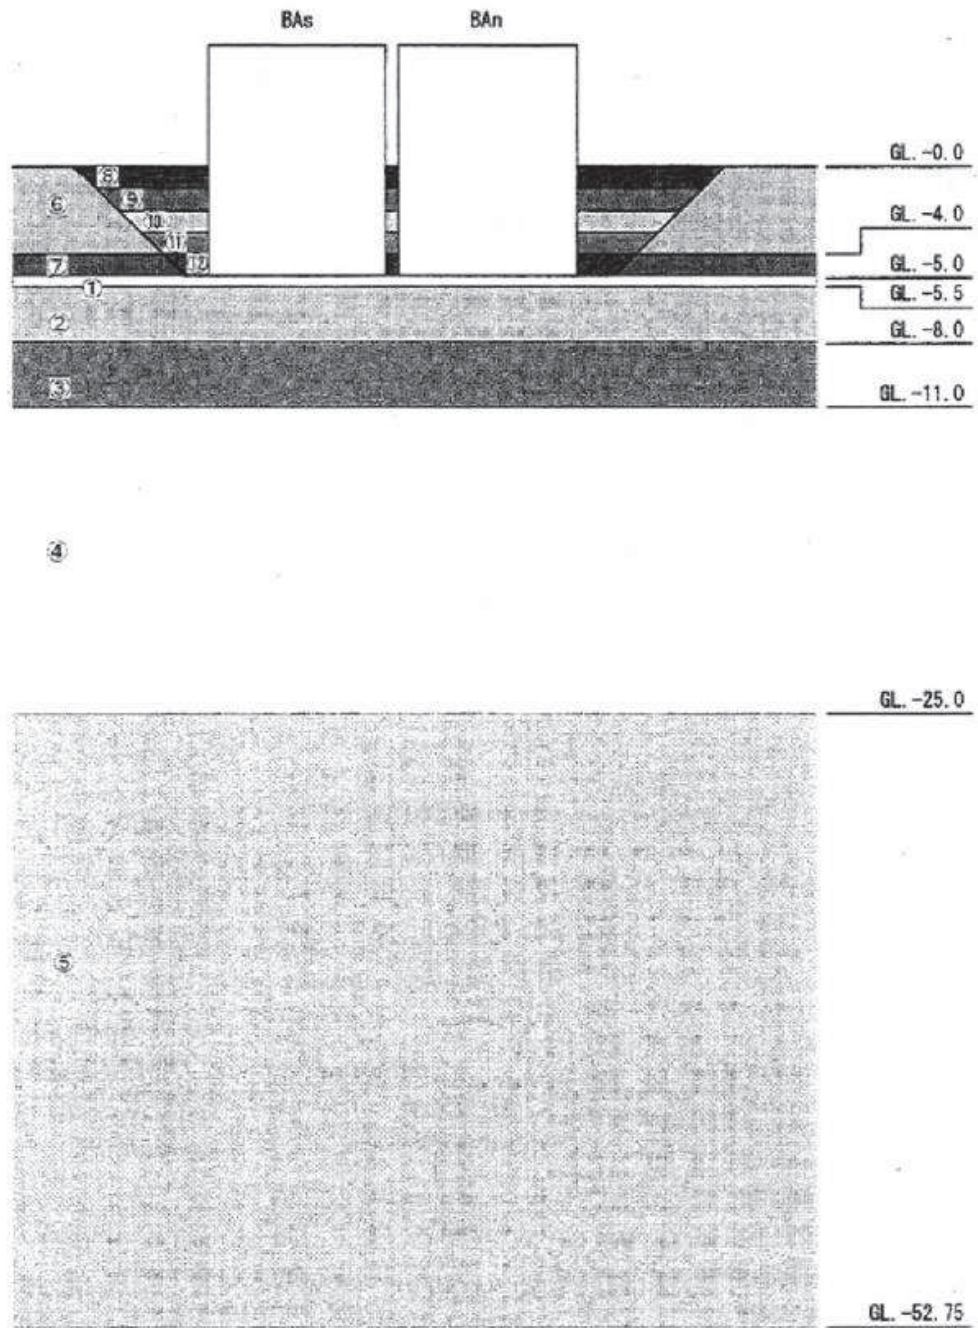 BAs BAn
GL.-0.0
⑧
⑨
⑥
⑩
GL.-4.0
⑪
⑦ ⑫
GL.-5.0
①
GL.-5.5
②
GL.-8.0
③
GL.-11.0
④
GL.-25.0
⑤
GL.-52.75